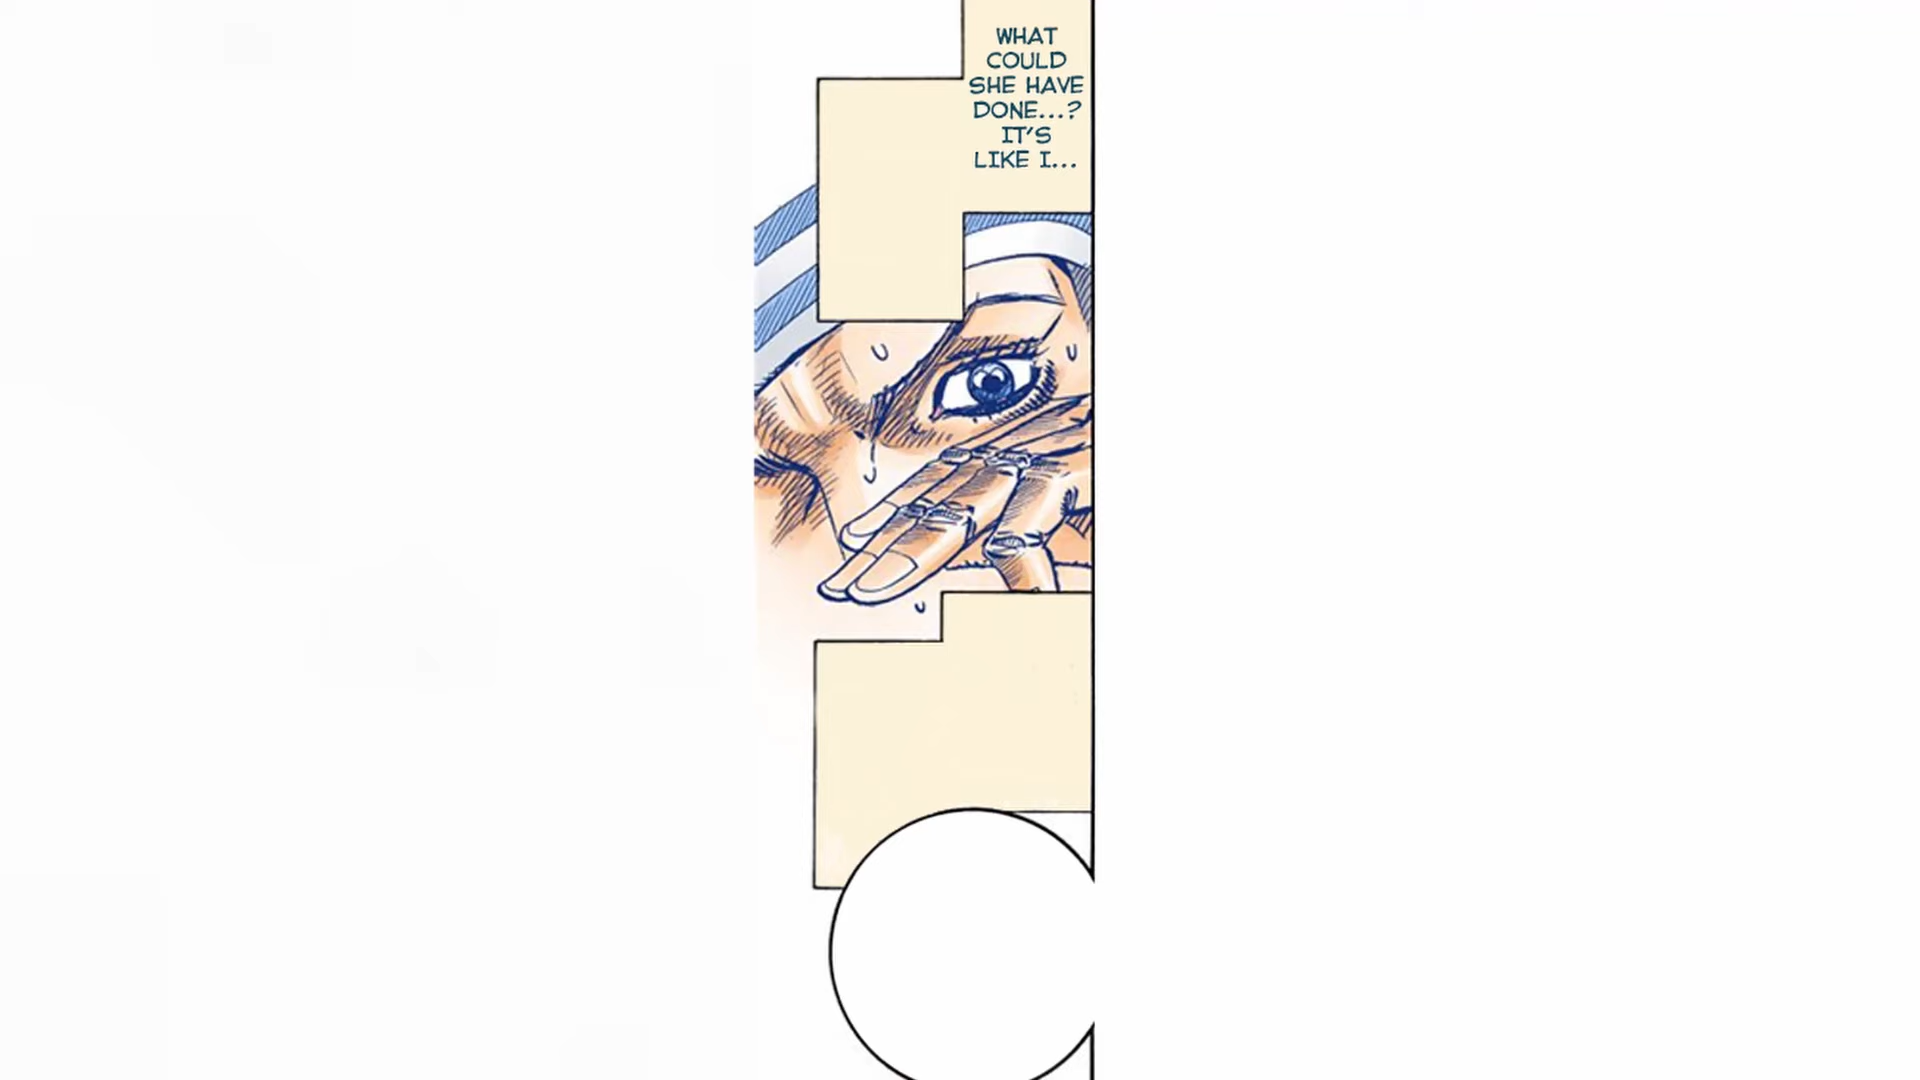 WHAT
COULD
SHE HAVE
DONE...?
IT'S
LIKE I...